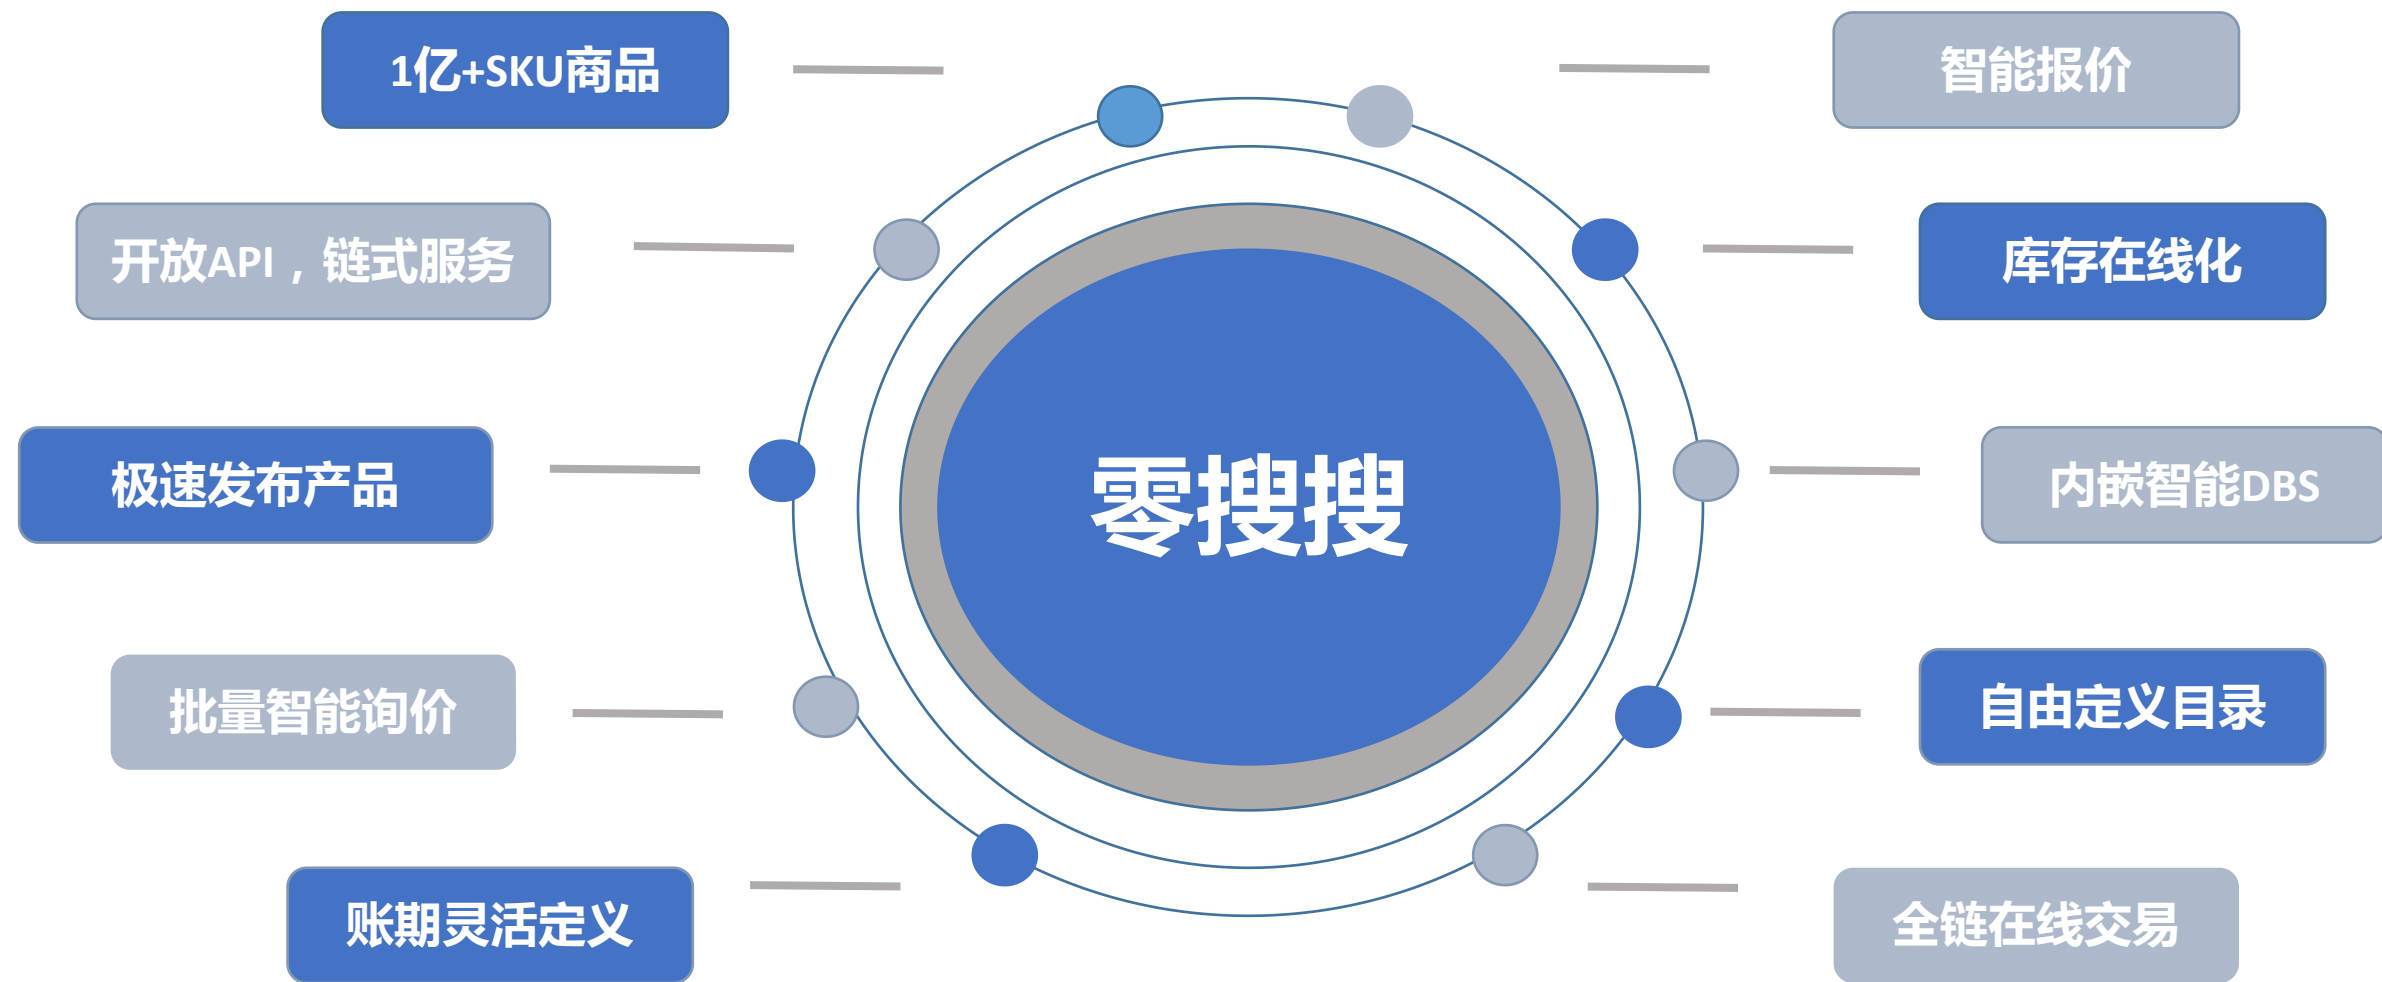 1亿+SKU商品
智能报价
开放API，链式服务
库存在线化
极速发布产品
内嵌智能DBS
零搜搜
批量智能询价
自由定义目录
账期灵活定义
全链在线交易